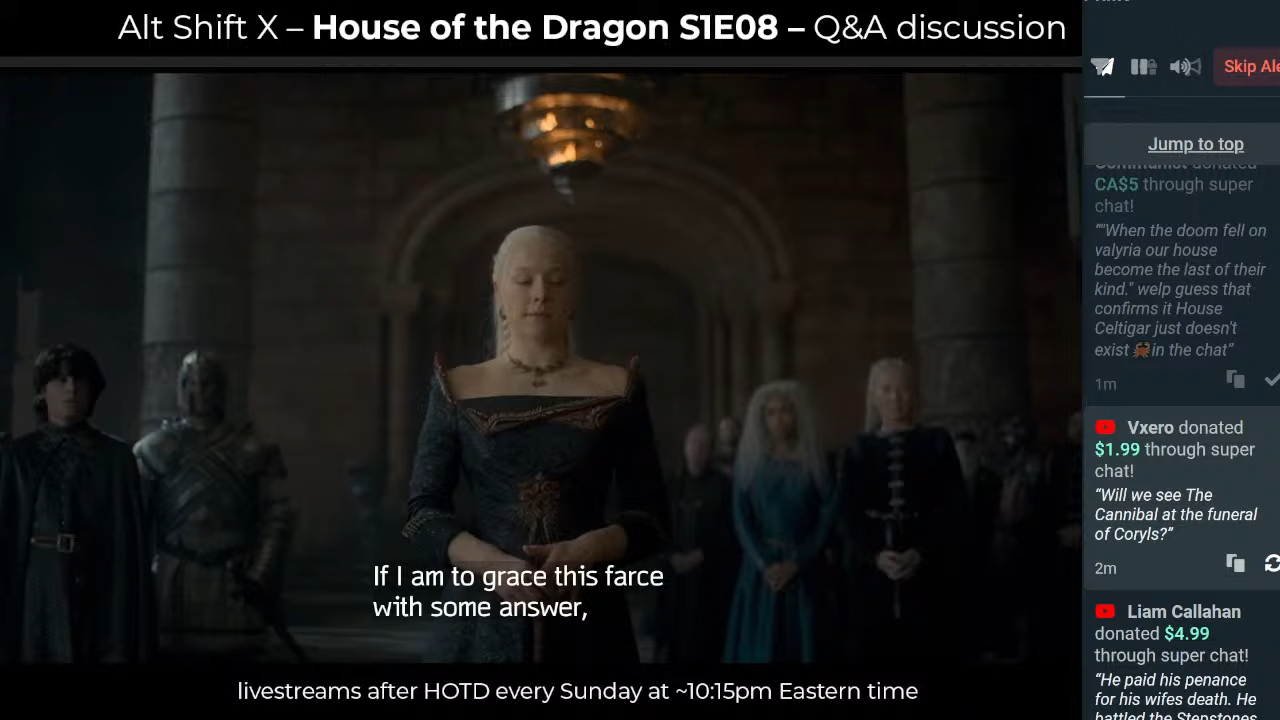 Alt Shift X – House of the Dragon S1E08 – Q&A discussion
Skip Ale
Jump to top
donated
CA$5 through super
chat!
“"When the doom fell on
valyria our house
become the last of their
kind." welp guess that
confirms it House
Celtigar just doesn't
exist 🦀in the chat”
1m
Vxero donated
$1.99 through super
chat!
“Will we see The
Cannibal at the funeral
of Coryls?”
2m
Liam Callahan
donated $4.99
through super chat!
“He paid his penance
for his wifes death. He
battled the Stepstones
If I am to grace this farce
with some answer,
livestreams after HOTD every Sunday at ~10:15pm Eastern time